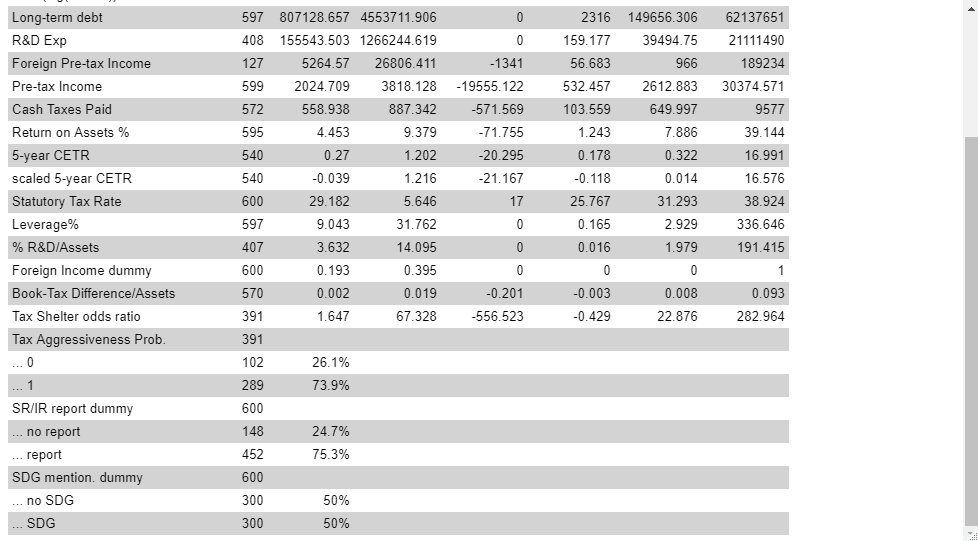 Long-term debt 597 807128.657 4553711.906 0 2316 149656.306 62137651
R&D Exp 408 155543.503 1266244.619 0 159.177 39494.75 21111490
Foreign Pre-tax Income 127 5264.57 26806.411 -1341 56.683 966 189234
Pre-tax Income 599 2024.709 3818.128 -19555.122 532.457 2612.883 30374.571
Cash Taxes Paid 572 558.938 887.342 -571.569 103.559 649.997 9577
Return on Assets % 595 4.453 9.379 -71.755 1.243 7.886 39.144
5-year CETR 540 0.27 1.202 -20.295 0.178 0.322 16.991
scaled 5-year CETR 540 -0.039 1.216 -21.167 -0.118 0.014 16.576
Statutory Tax Rate 600 29.182 5.646 17 25.767 31.293 38.924
Leverage% 597 9.043 31.762 0 0.165 2.929 336.646
% R&D/Assets 407 3.632 14.095 0 0.016 1.979 191.415
Foreign Income dummy 600 0.193 0.395 0 0 0 1
Book-Tax Difference/Assets 570 0.002 0.019 -0.201 -0.003 0.008 0.093
Tax Shelter odds ratio 391 1.647 67.328 -556.523 -0.429 22.876 282.964
Tax Aggressiveness Prob. 391
... 0 102 26.1%
... 1 289 73.9%
SR/IR report dummy 600
... no report 148 24.7%
... report 452 75.3%
SDG mention. dummy 600
... no SDG 300 50%
... SDG 300 50%